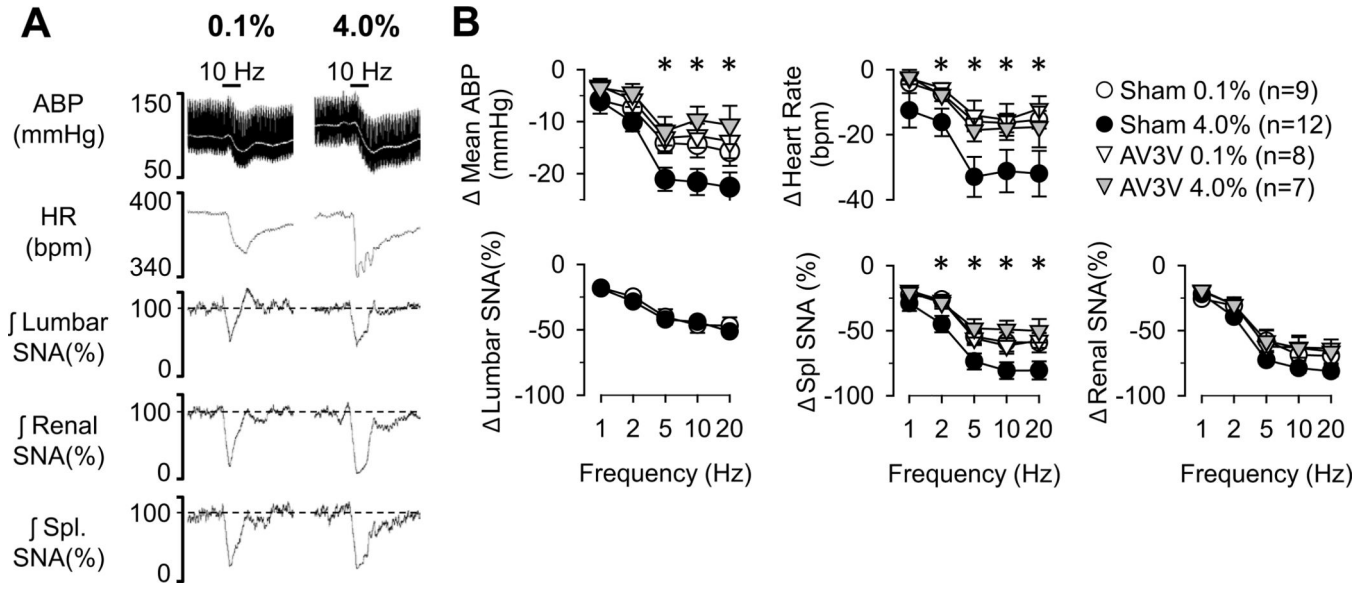 A
0.1%
4.0%
10 Hz
10 Hz
ABP
(mmHg)
150
50
HR
(bpm)
400
340
∫ Lumbar
SNA(%)
100
0
∫ Renal
SNA(%)
100
0
∫ Spl.
SNA(%)
100
0
B
Δ Mean ABP
(mmHg)
0
-10
-20
* * *
Δ Heart Rate
(bpm)
0
-20
-40
* * * *
Sham 0.1% (n=9)
Sham 4.0% (n=12)
AV3V 0.1% (n=8)
AV3V 4.0% (n=7)
Δ Lumbar SNA(%)
0
-50
-100
1 2 5 10 20
Frequency (Hz)
Δ Spl SNA (%)
0
-50
-100
* * * *
1 2 5 10 20
Frequency (Hz)
Δ Renal SNA(%)
0
-50
-100
1 2 5 10 20
Frequency (Hz)